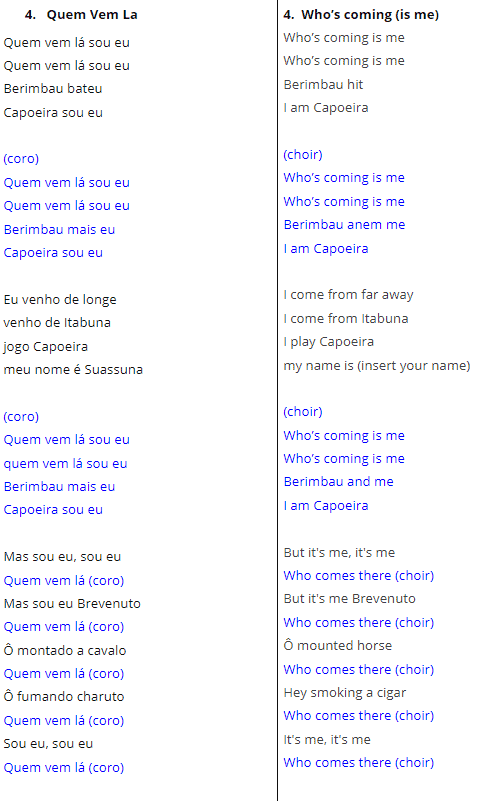 4. Quem Vem La
Quem vem lá sou eu
Quem vem lá sou eu
Berimbau bateu
Capoeira sou eu
(coro)
Quem vem lá sou eu
Quem vem lá sou eu
Berimbau mais eu
Capoeira sou eu
Eu venho de longe
venho de Itabuna
jogo Capoeira
meu nome é Suassuna
(coro)
Quem vem lá sou eu
quem vem lá sou eu
Berimbau mais eu
Capoeira sou eu
Mas sou eu, sou eu
Quem vem lá (coro)
Mas sou eu Brevenuto
Quem vem lá (coro)
Ô montado a cavalo
Quem vem lá (coro)
Ô fumando charuto
Quem vem lá (coro)
Sou eu, sou eu
Quem vem lá (coro)
4. Who's coming (is me)
Who's coming is me
Who's coming is me
Berimbau hit
I am Capoeira
(choir)
Who's coming is me
Who's coming is me
Berimbau anem me
I am Capoeira
I come from far away
I come from Itabuna
I play Capoeira
my name is (insert your name)
(choir)
Who's coming is me
Who's coming is me
Berimbau and me
I am Capoeira
But it's me, it's me
Who comes there (choir)
But it's me Brevenuto
Who comes there (choir)
Ô mounted horse
Who comes there (choir)
Hey smoking a cigar
Who comes there (choir)
It's me, it's me
Who comes there (choir)